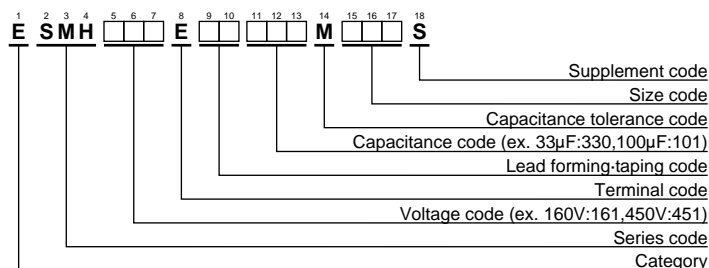 1 2 3 4 5 6 7 8 9 10 11 12 13 14 15 16 17 18
E SMH E M S
Supplement code
Size code
Capacitance tolerance code
Capacitance code (ex. 33μF:330,100μF:101)
Lead forming·taping code
Terminal code
Voltage code (ex. 160V:161,450V:451)
Series code
Category